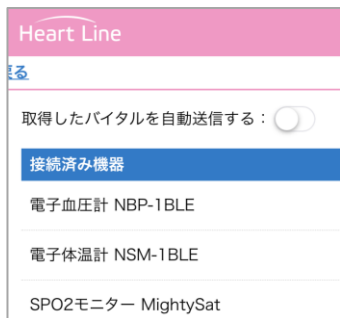 Heart Line
戻る
取得したバイタルを自動送信する：
接続済み機器
電子血圧計 NBP-1BLE
電子体温計 NSM-1BLE
SPO2モニター MightySat